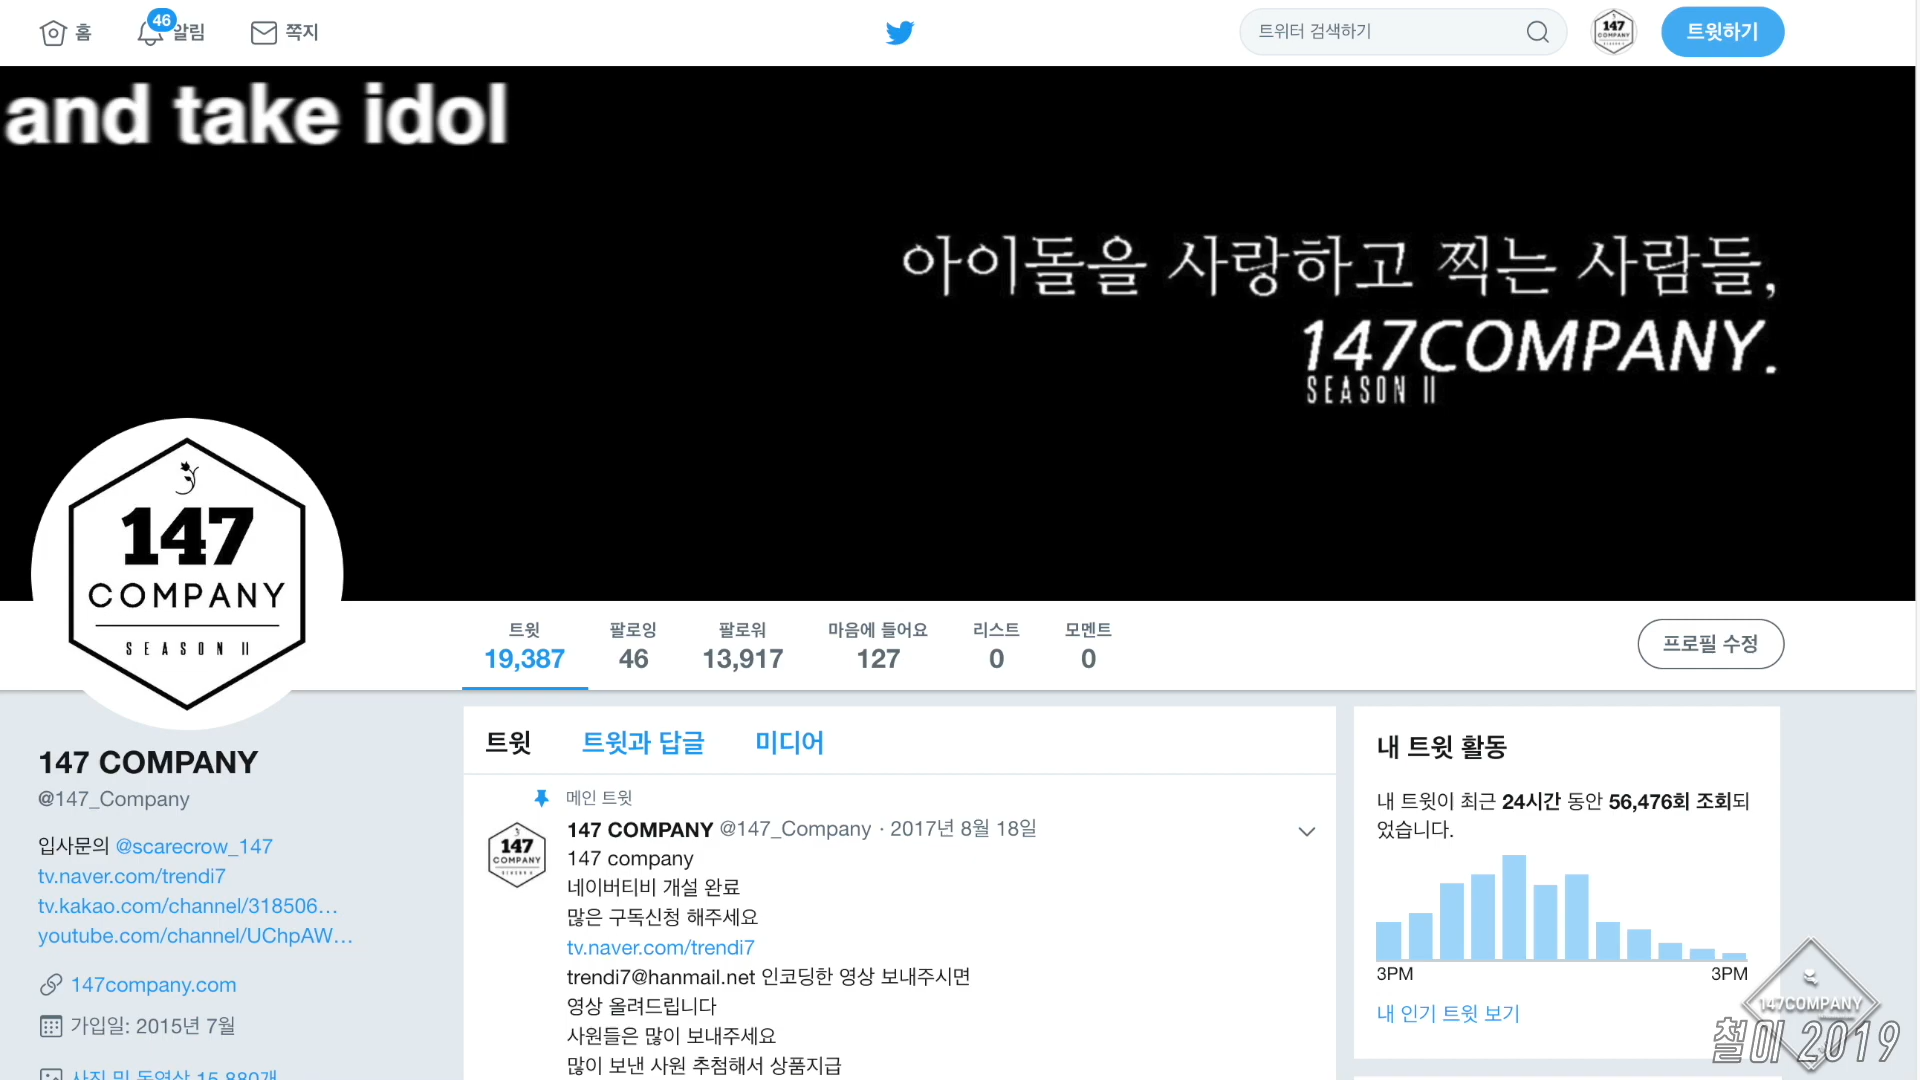 홈
46
알림
쪽지
트위터 검색하기
147
COMPANY
트윗하기
and take idol
아이돌을 사랑하고 찍는 사람들,
147COMPANY.
SEASON II
147
COMPANY
SEASON II
트윗 19,387
팔로잉 46
팔로워 13,917
마음에 들어요 127
리스트 0
모멘트 0
프로필 수정
147 COMPANY
@147_Company
입사문의 @scarecrow_147
tv.naver.com/trendi7
tv.kakao.com/channel/318506…
youtube.com/channel/UChpAW…
147company.com
가입일: 2015년 7월
사진 및 동영상 15,880개
트윗 트윗과 답글 미디어
메인 트윗
147
COMPANY
147 COMPANY @147_Company · 2017년 8월 18일
147 company
네이버티비 개설 완료
많은 구독신청 해주세요
tv.naver.com/trendi7
trendi7@hanmail.net 인코딩한 영상 보내주시면
영상 올려드립니다
사원들은 많이 보내주세요
많이 보낸 사원 추첨해서 상품지급
내 트윗 활동
내 트윗이 최근 24시간 동안 56,476회 조회되
었습니다.
3PM 3PM
내 인기 트윗 보기
147COMPANY
철미 2019